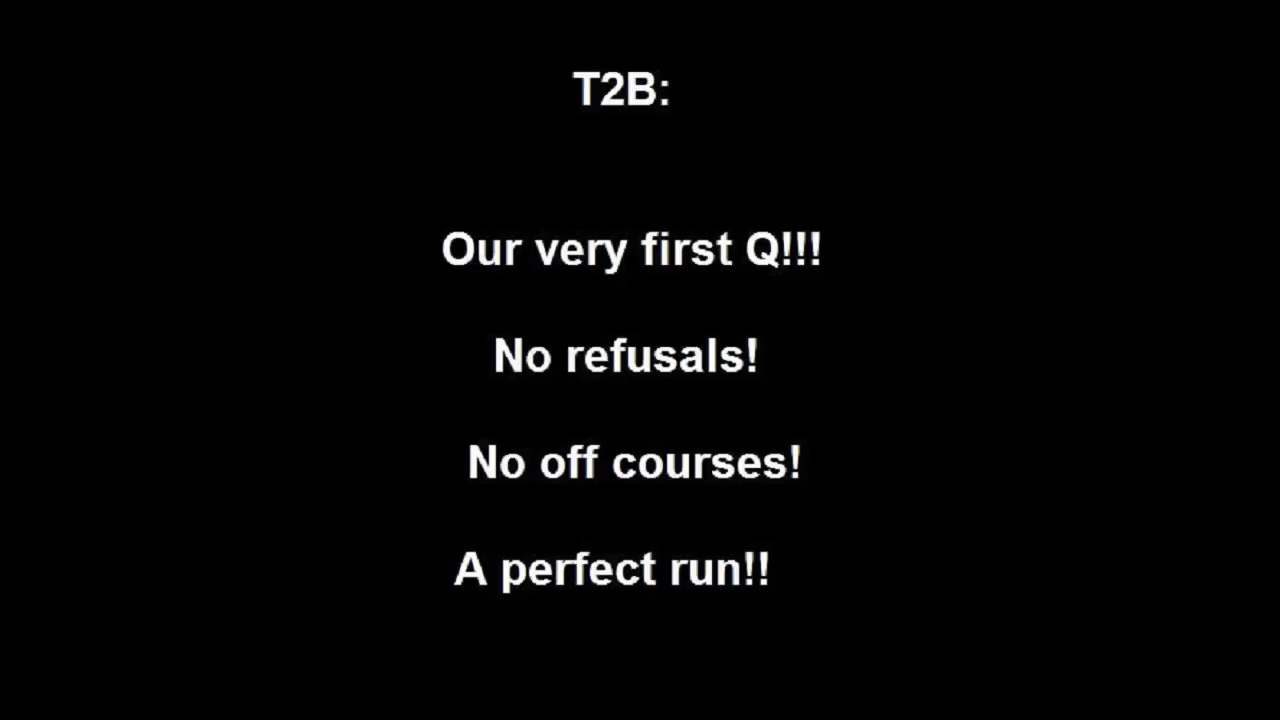 T2B:
Our very first Q!!!
No refusals!
No off courses!
A perfect run!!